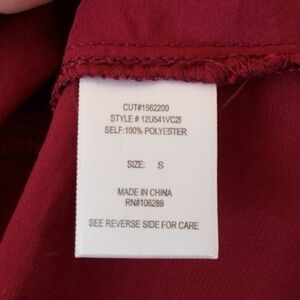 CUT#1562200
STYLE # 12U541VC2I
SELF:100% POLYESTER
SIZE: S
MADE IN CHINA
RN#106289
SEE REVERSE SIDE FOR CARE